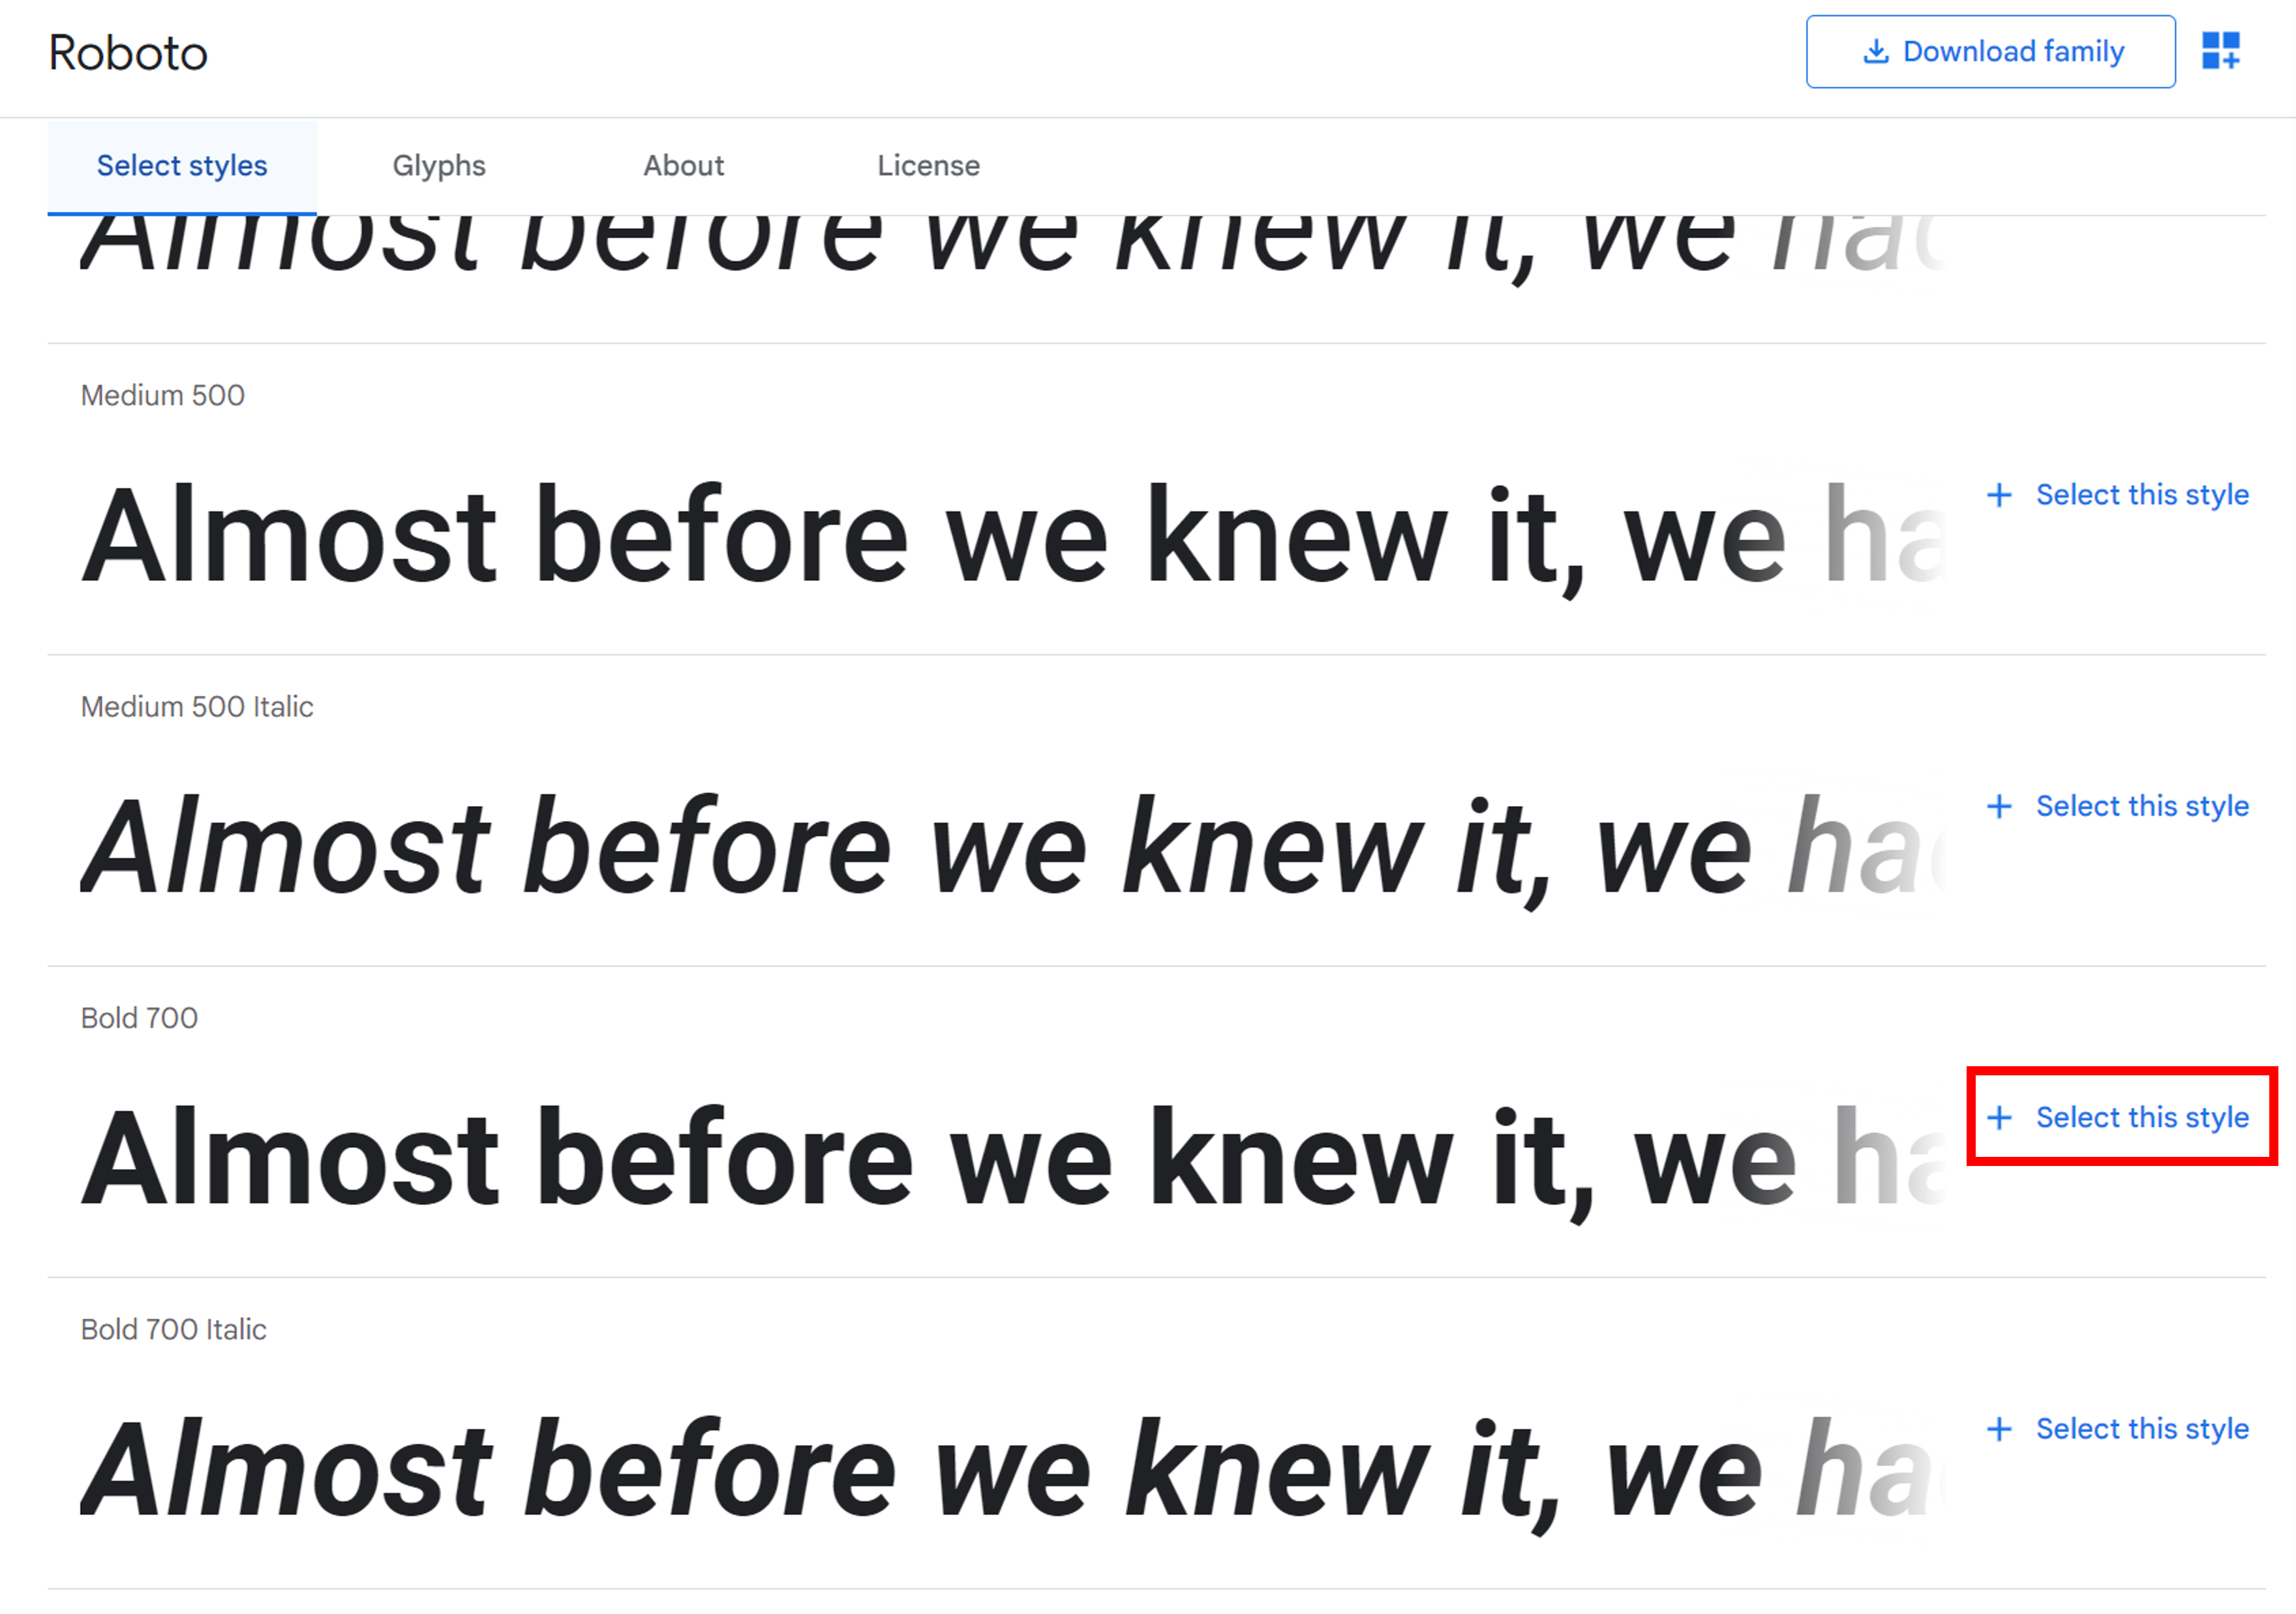 Roboto
Download family
Select styles Glyphs About License
Almost before we knew it, we had
Medium 500
Almost before we knew it, we ha
Select this style
Medium 500 Italic
Almost before we knew it, we ha
Select this style
Bold 700
Almost before we knew it, we ha
Select this style
Bold 700 Italic
Almost before we knew it, we ha
Select this style